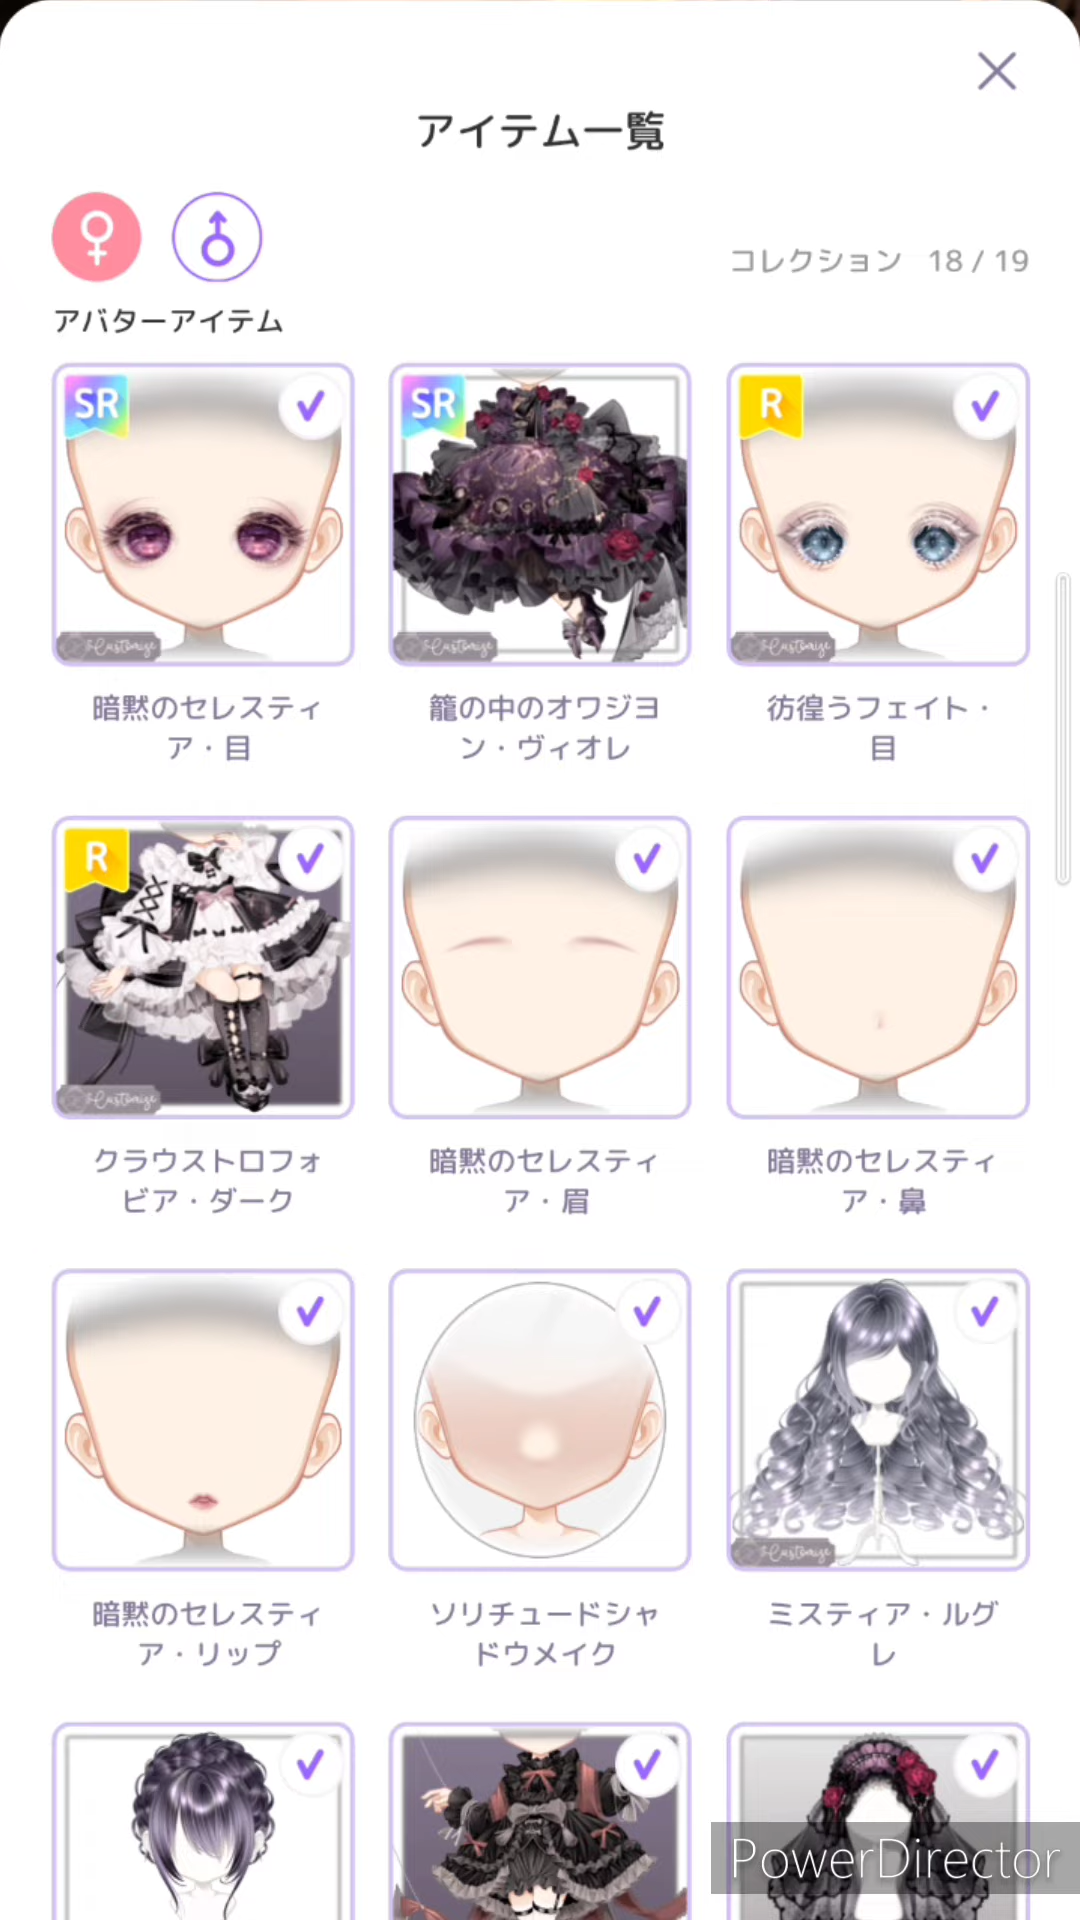 アイテム一覧
コレクション 18 / 19
アバターアイテム
SR
SR
R
Customize
Customize
Customize
暗黙のセレスティ
ア・目
籠の中のオワジヨ
ン・ヴィオレ
彷徨うフェイト・
目
R
Customize
クラウストロフォ
ビア・ダーク
暗黙のセレスティ
ア・眉
暗黙のセレスティ
ア・鼻
Customize
暗黙のセレスティ
ア・リップ
ソリチュードシャ
ドウメイク
ミスティア・ルグ
レ
PowerDirector